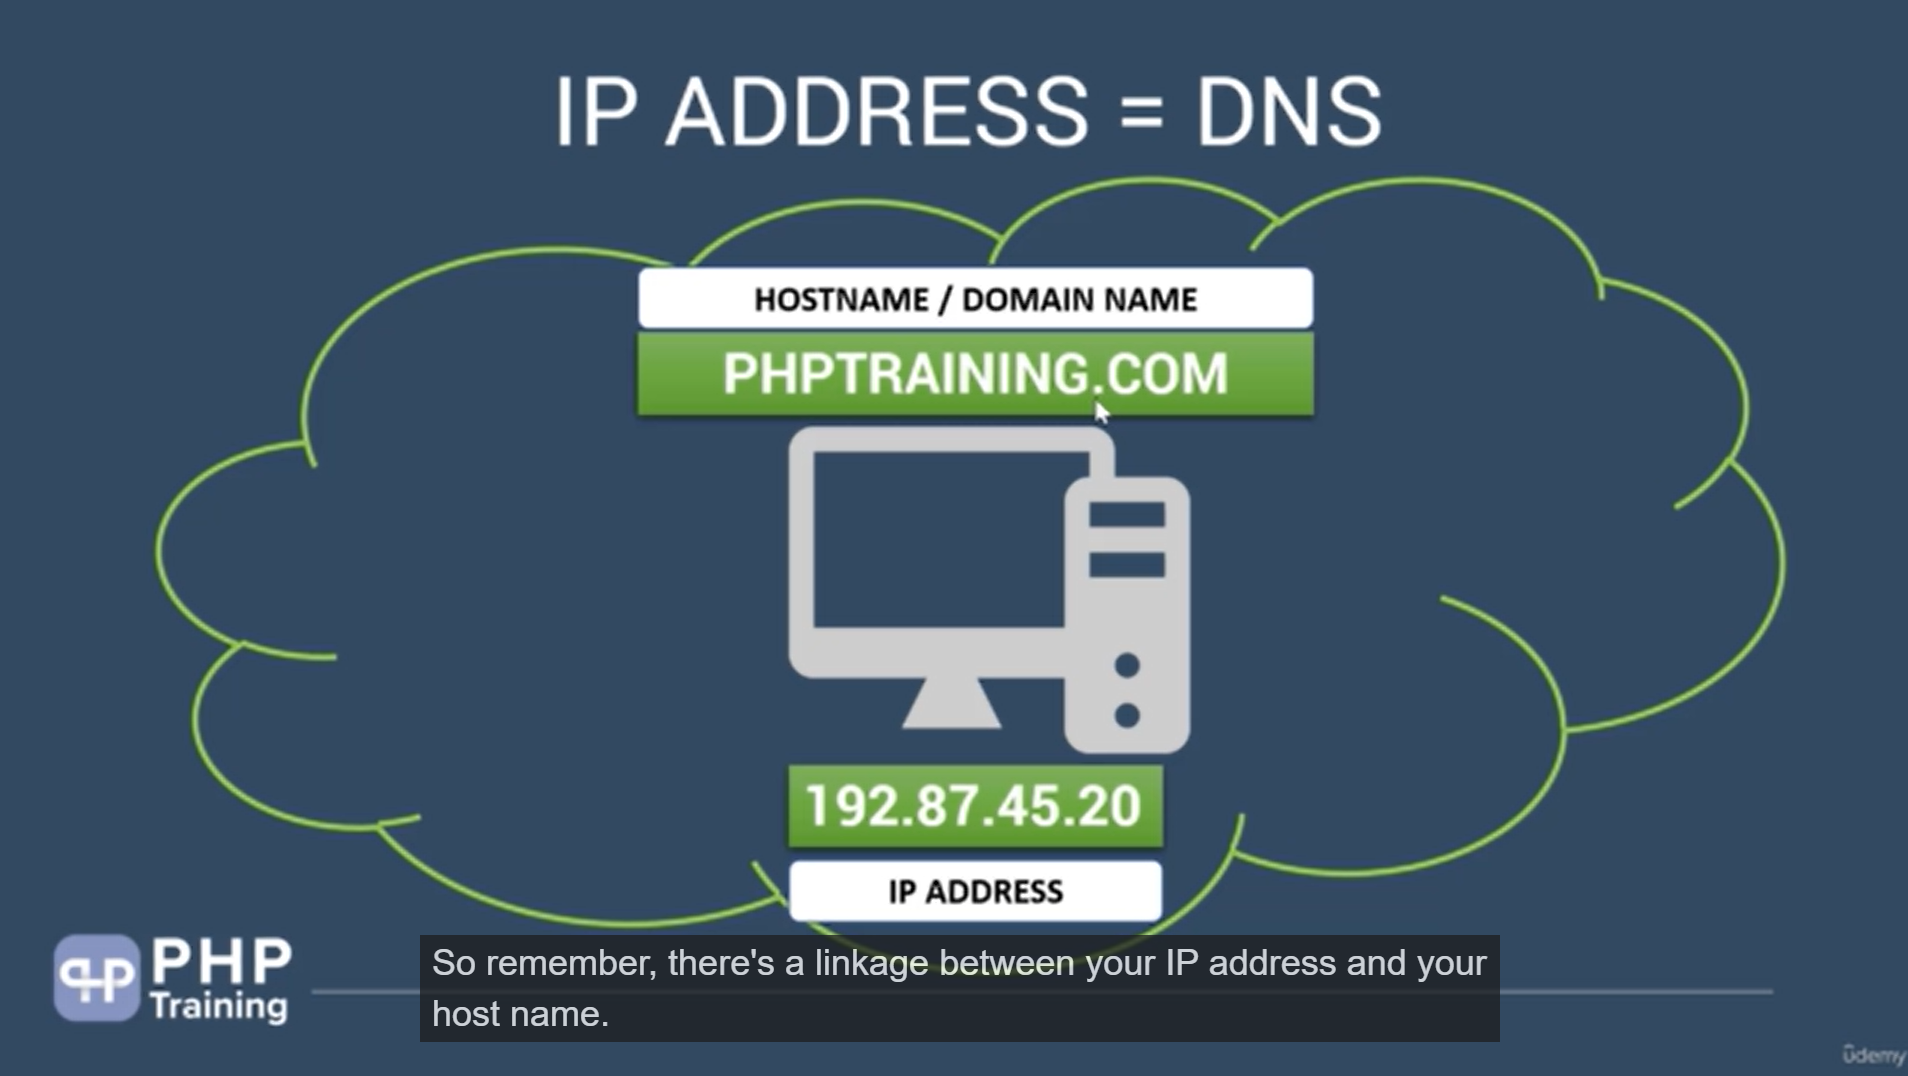 IP ADDRESS = DNS
HOSTNAME / DOMAIN NAME
PHPTRAINING.COM
192.87.45.20
IP ADDRESS
PHP
Training
So remember, there's a linkage between your IP address and your
host name.
ûdemy